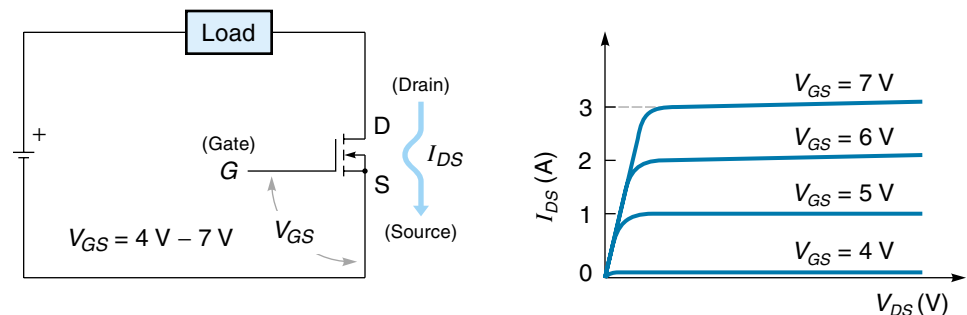 Load
+
(Drain)
D
(Gate)
G
I_DS
S
V_GS
(Source)
V_GS = 4 V – 7 V
I_DS (A)
3
2
1
0
V_GS = 7 V
V_GS = 6 V
V_GS = 5 V
V_GS = 4 V
V_DS (V)